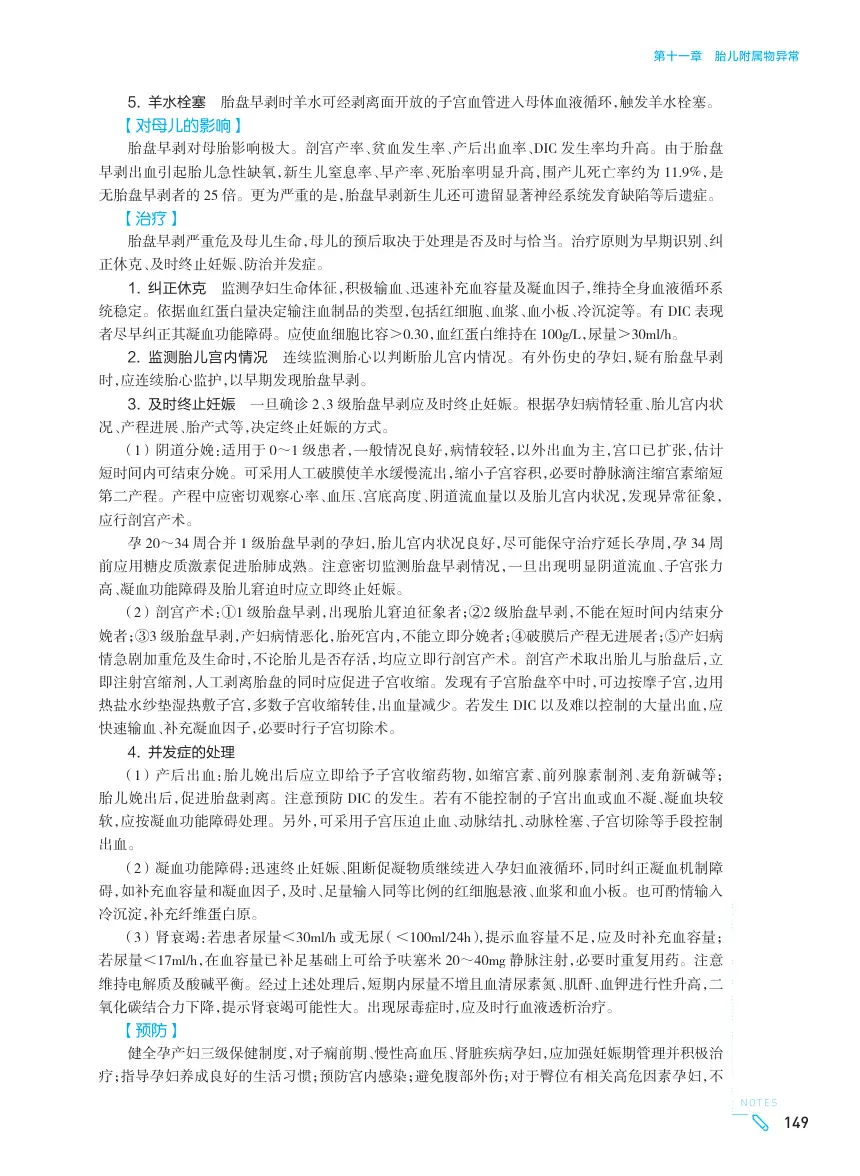 第十一章　胎儿附属物异常
5. 羊水栓塞　胎盘早剥时羊水可经剥离面开放的子宫血管进入母体血液循环,触发羊水栓塞。
【对母儿的影响】
胎盘早剥对母胎影响极大。剖宫产率、贫血发生率、产后出血率、DIC 发生率均升高。由于胎盘
早剥出血引起胎儿急性缺氧,新生儿窒息率、早产率、死胎率明显升高,围产儿死亡率约为 11.9%,是
无胎盘早剥者的 25 倍。更为严重的是,胎盘早剥新生儿还可遗留显著神经系统发育缺陷等后遗症。
【治疗】
胎盘早剥严重危及母儿生命,母儿的预后取决于处理是否及时与恰当。治疗原则为早期识别、纠
正休克、及时终止妊娠、防治并发症。
1. 纠正休克　监测孕妇生命体征,积极输血、迅速补充血容量及凝血因子,维持全身血液循环系
统稳定。依据血红蛋白量决定输注血制品的类型,包括红细胞、血浆、血小板、冷沉淀等。有 DIC 表现
者尽早纠正其凝血功能障碍。应使血细胞比容＞0.30,血红蛋白维持在 100g/L,尿量＞30ml/h。
2. 监测胎儿宫内情况　连续监测胎心以判断胎儿宫内情况。有外伤史的孕妇,疑有胎盘早剥
时,应连续胎心监护,以早期发现胎盘早剥。
3. 及时终止妊娠　一旦确诊 2、3 级胎盘早剥应及时终止妊娠。根据孕妇病情轻重、胎儿宫内状
况、产程进展、胎产式等,决定终止妊娠的方式。
（1）阴道分娩:适用于 0～1 级患者,一般情况良好,病情较轻,以外出血为主,宫口已扩张,估计
短时间内可结束分娩。可采用人工破膜使羊水缓慢流出,缩小子宫容积,必要时静脉滴注缩宫素缩短
第二产程。产程中应密切观察心率、血压、宫底高度、阴道流血量以及胎儿宫内状况,发现异常征象,
应行剖宫产术。
孕 20～34 周合并 1 级胎盘早剥的孕妇,胎儿宫内状况良好,尽可能保守治疗延长孕周,孕 34 周
前应用糖皮质激素促进胎肺成熟。注意密切监测胎盘早剥情况,一旦出现明显阴道流血、子宫张力
高、凝血功能障碍及胎儿窘迫时应立即终止妊娠。
（2）剖宫产术:①1 级胎盘早剥,出现胎儿窘迫征象者;②2 级胎盘早剥,不能在短时间内结束分
娩者;③3 级胎盘早剥,产妇病情恶化,胎死宫内,不能立即分娩者;④破膜后产程无进展者;⑤产妇病
情急剧加重危及生命时,不论胎儿是否存活,均应立即行剖宫产术。剖宫产术取出胎儿与胎盘后,立
即注射宫缩剂,人工剥离胎盘的同时应促进子宫收缩。发现有子宫胎盘卒中时,可边按摩子宫,边用
热盐水纱垫湿热敷子宫,多数子宫收缩转佳,出血量减少。若发生 DIC 以及难以控制的大量出血,应
快速输血、补充凝血因子,必要时行子宫切除术。
4. 并发症的处理
（1）产后出血:胎儿娩出后应立即给予子宫收缩药物,如缩宫素、前列腺素制剂、麦角新碱等;
胎儿娩出后,促进胎盘剥离。注意预防 DIC 的发生。若有不能控制的子宫出血或血不凝、凝血块较
软,应按凝血功能障碍处理。另外,可采用子宫压迫止血、动脉结扎、动脉栓塞、子宫切除等手段控制
出血。
（2）凝血功能障碍:迅速终止妊娠、阻断促凝物质继续进入孕妇血液循环,同时纠正凝血机制障
碍,如补充血容量和凝血因子,及时、足量输入同等比例的红细胞悬液、血浆和血小板。也可酌情输入
冷沉淀,补充纤维蛋白原。
（3）肾衰竭:若患者尿量＜30ml/h 或无尿（＜100ml/24h）,提示血容量不足,应及时补充血容量;
若尿量＜17ml/h,在血容量已补足基础上可给予呋塞米 20～40mg 静脉注射,必要时重复用药。注意
维持电解质及酸碱平衡。经过上述处理后,短期内尿量不增且血清尿素氮、肌酐、血钾进行性升高,二
氧化碳结合力下降,提示肾衰竭可能性大。出现尿毒症时,应及时行血液透析治疗。
【预防】
健全孕产妇三级保健制度,对子痫前期、慢性高血压、肾脏疾病孕妇,应加强妊娠期管理并积极治
疗;指导孕妇养成良好的生活习惯;预防宫内感染;避免腹部外伤;对于臀位有相关高危因素孕妇,不
NOTES
149